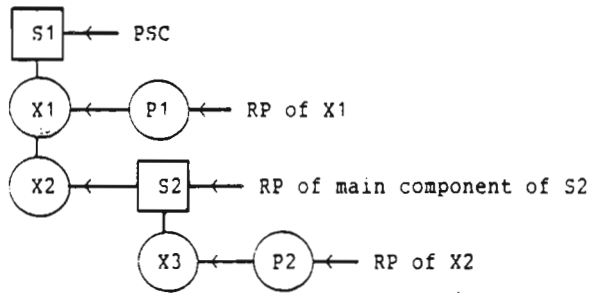 S1 PSC
X1 P1 RP of X1
X2 S2 RP of main component of S2
X3 P2 RP of X2